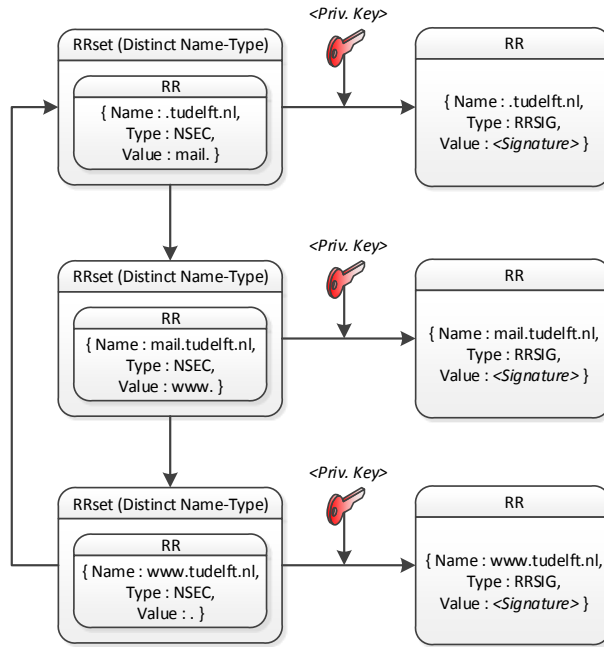 <Priv. Key>
RRset (Distinct Name-Type)
RR
{ Name : .tudelft.nl,
Type : NSEC,
Value : mail. }
RR
{ Name : .tudelft.nl,
Type : RRSIG,
Value : <Signature> }
<Priv. Key>
RRset (Distinct Name-Type)
RR
{ Name : mail.tudelft.nl,
Type : NSEC,
Value : www. }
RR
{ Name : mail.tudelft.nl,
Type : RRSIG,
Value : <Signature> }
<Priv. Key>
RRset (Distinct Name-Type)
RR
{ Name : www.tudelft.nl,
Type : NSEC,
Value : . }
RR
{ Name : www.tudelft.nl,
Type : RRSIG,
Value : <Signature> }